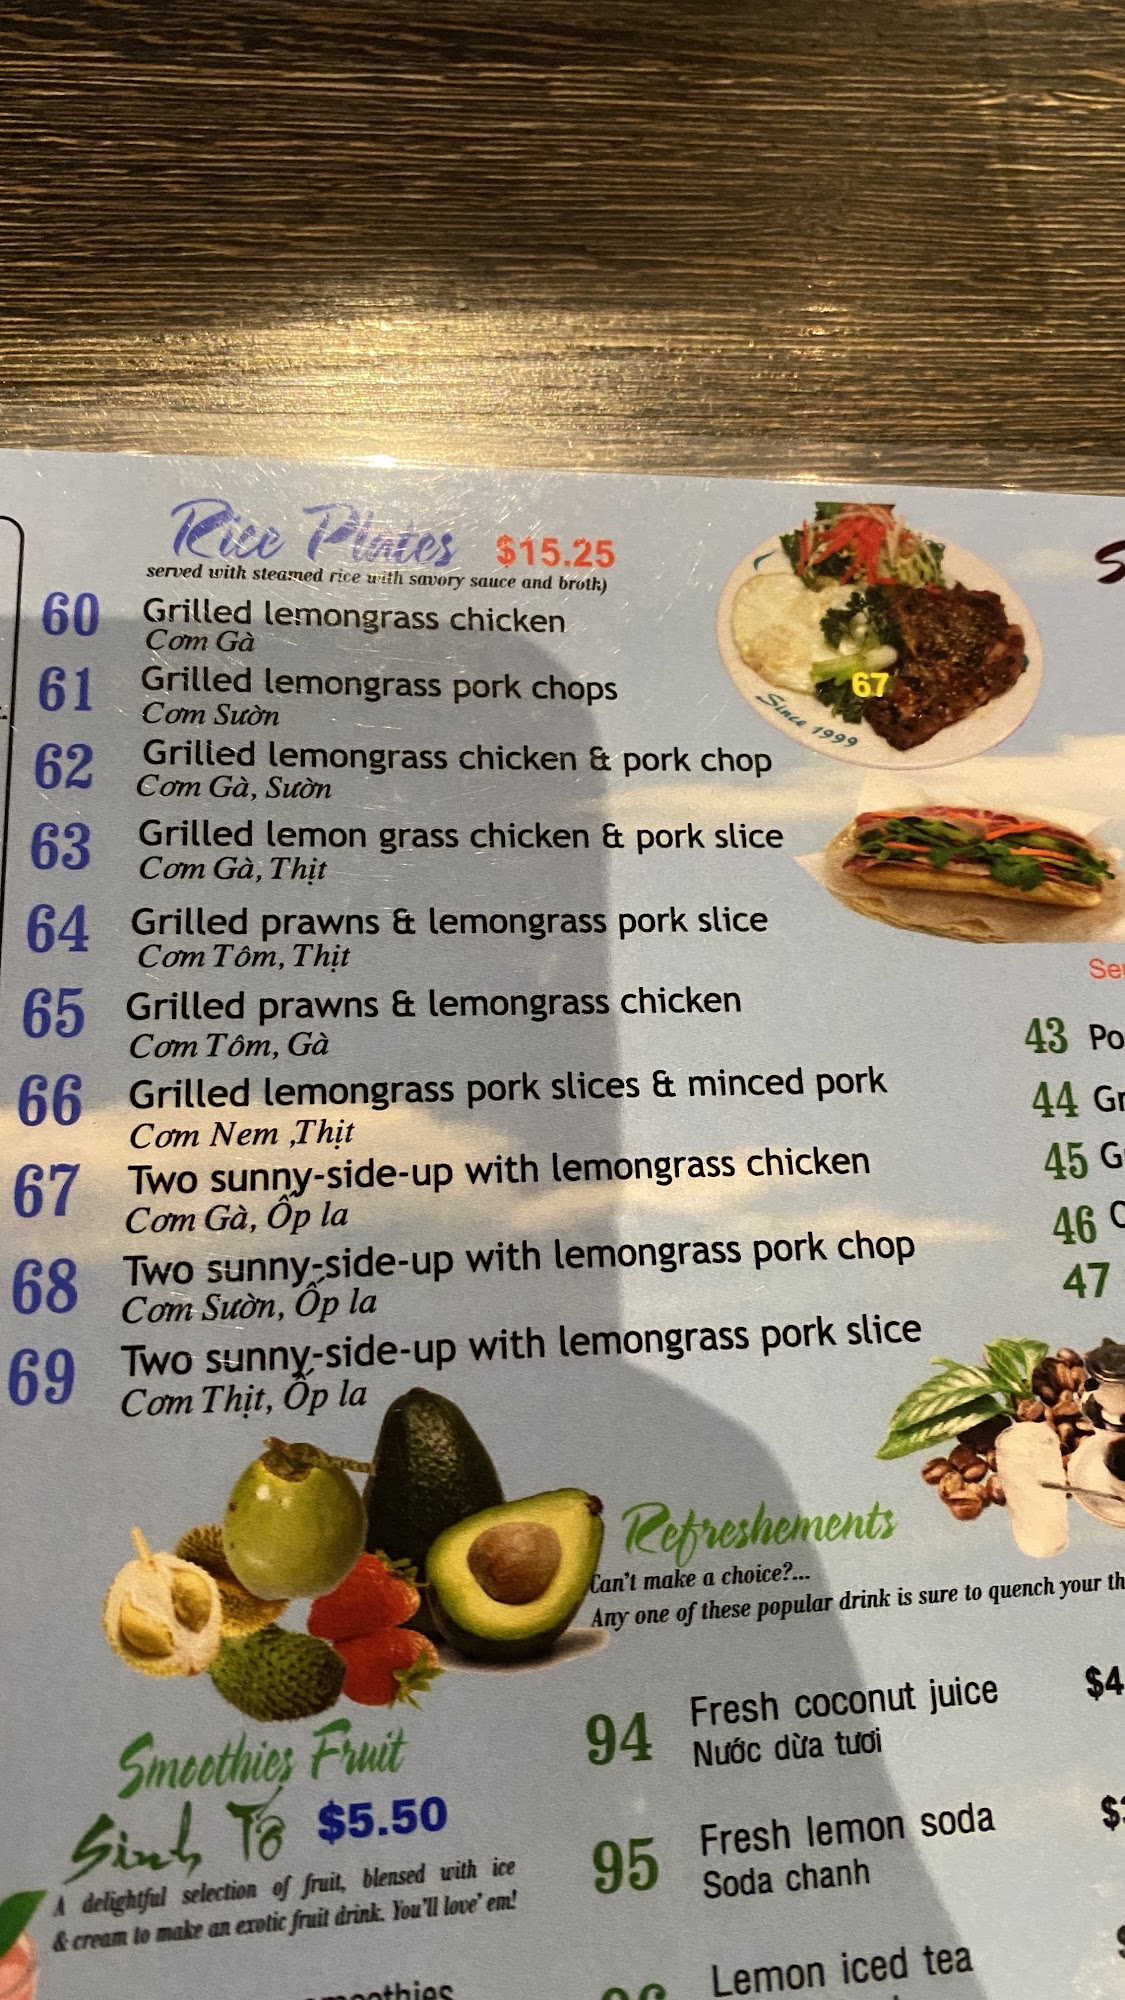 Rice Plates $15.25
served with steamed rice with savory sauce and broth)
60 Grilled lemongrass chicken
Cơm Gà
61 Grilled lemongrass pork chops
Cơm Sườn
62 Grilled lemongrass chicken & pork chop
Cơm Gà, Sườn
63 Grilled lemon grass chicken & pork slice
Cơm Gà, Thịt
64 Grilled prawns & lemongrass pork slice
Cơm Tôm, Thịt
65 Grilled prawns & lemongrass chicken
Cơm Tôm, Gà
66 Grilled lemongrass pork slices & minced pork
Cơm Nem ,Thịt
67 Two sunny-side-up with lemongrass chicken
Cơm Gà, Ốp la
68 Two sunny-side-up with lemongrass pork chop
Cơm Sườn, Ốp la
69 Two sunny-side-up with lemongrass pork slice
Cơm Thịt, Ốp la
67
Since 1999
43
44
45
46
47
Refreshements
Can't make a choice?...
Any one of these popular drink is sure to quench your
94 Fresh coconut juice
Nước dừa tươi
95 Fresh lemon soda
Soda chanh
Lemon iced tea
Smoothies Fruit
Sinh Tố $5.50
A delightful selection of fruit, blensed with ice
& cream to make an exotic fruit drink. You'll love' em!